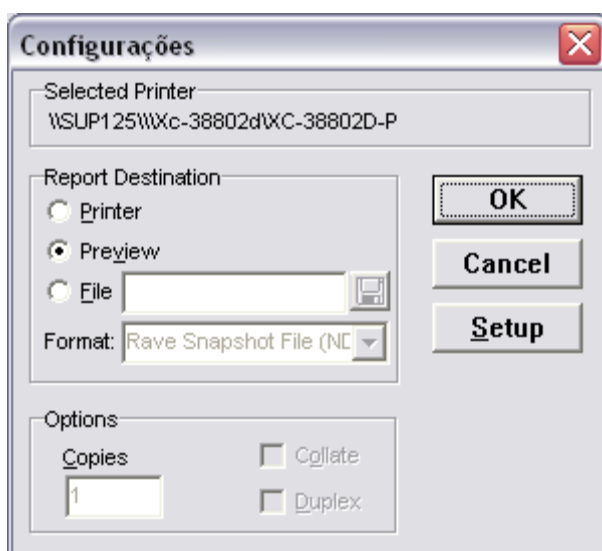 Configurações
Selected Printer
\\SUP125\\\Xc-38802d\XC-38802D-P
Report Destination
Printer
Preview
File
Format: Rave Snapshot File (NE
OK
Cancel
Setup
Options
Copies
1
Collate
Duplex